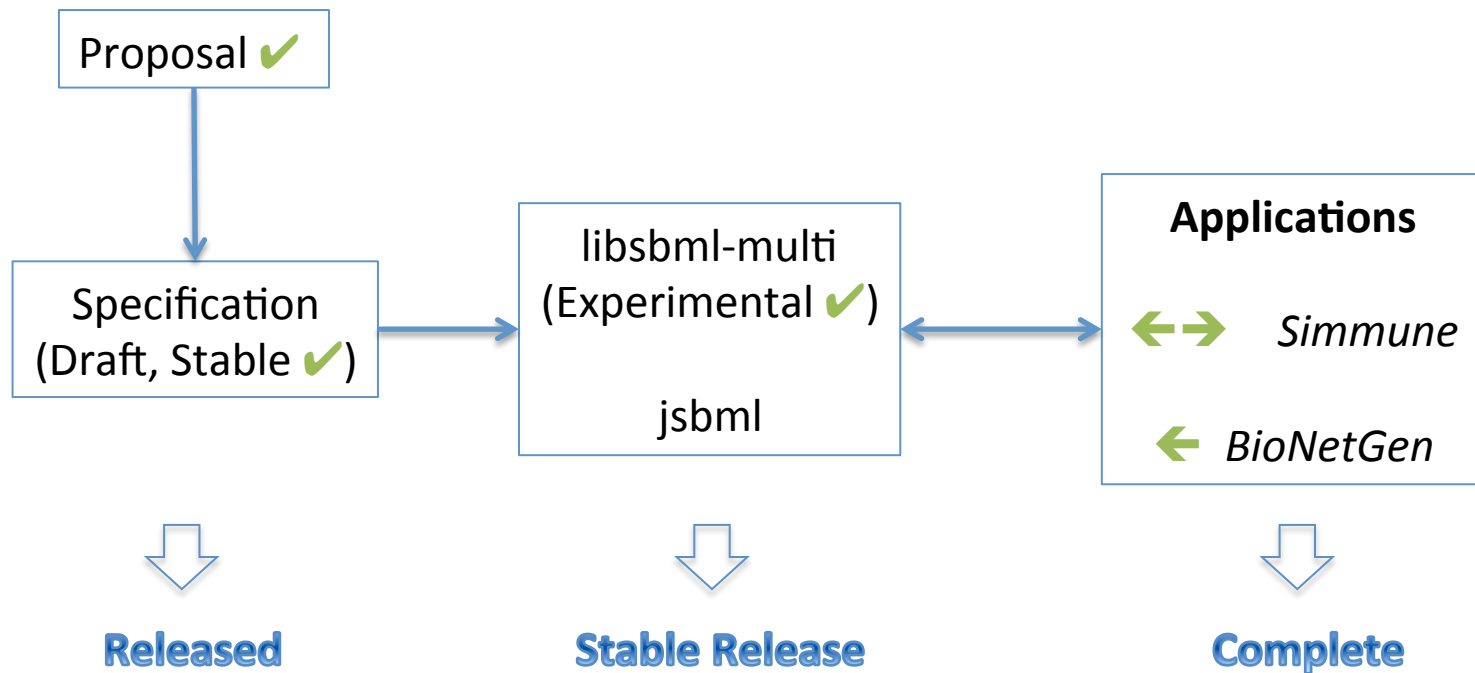 Proposal ✔
Specification
(Draft, Stable ✔)
libsbml-multi
(Experimental ✔)
jsbml
Applications
Simmune
BioNetGen
Released
Stable Release
Complete